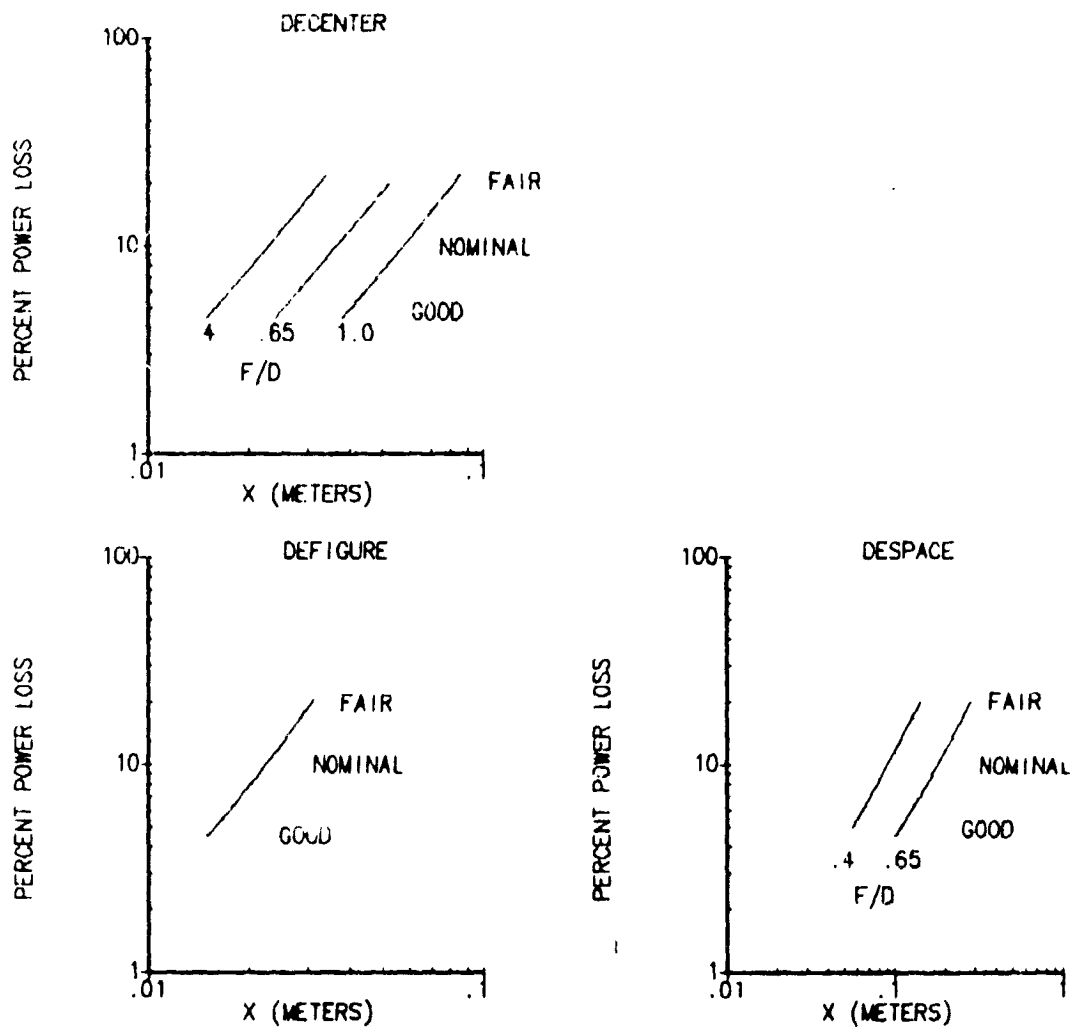 DECENTER
100
PERCENT POWER LOSS
FAIR
10
NOMINAL
GOOD
4 .65 1.0
F/D
1
.01 .1
X (METERS)
DEFIGURE
100
PERCENT POWER LOSS
FAIR
10
NOMINAL
GOOD
1
.01 .1
X (METERS)
DESPACE
100
PERCENT POWER LOSS
FAIR
10
NOMINAL
GOOD
.4 .65
F/D
1
.01 .1 1
X (METERS)